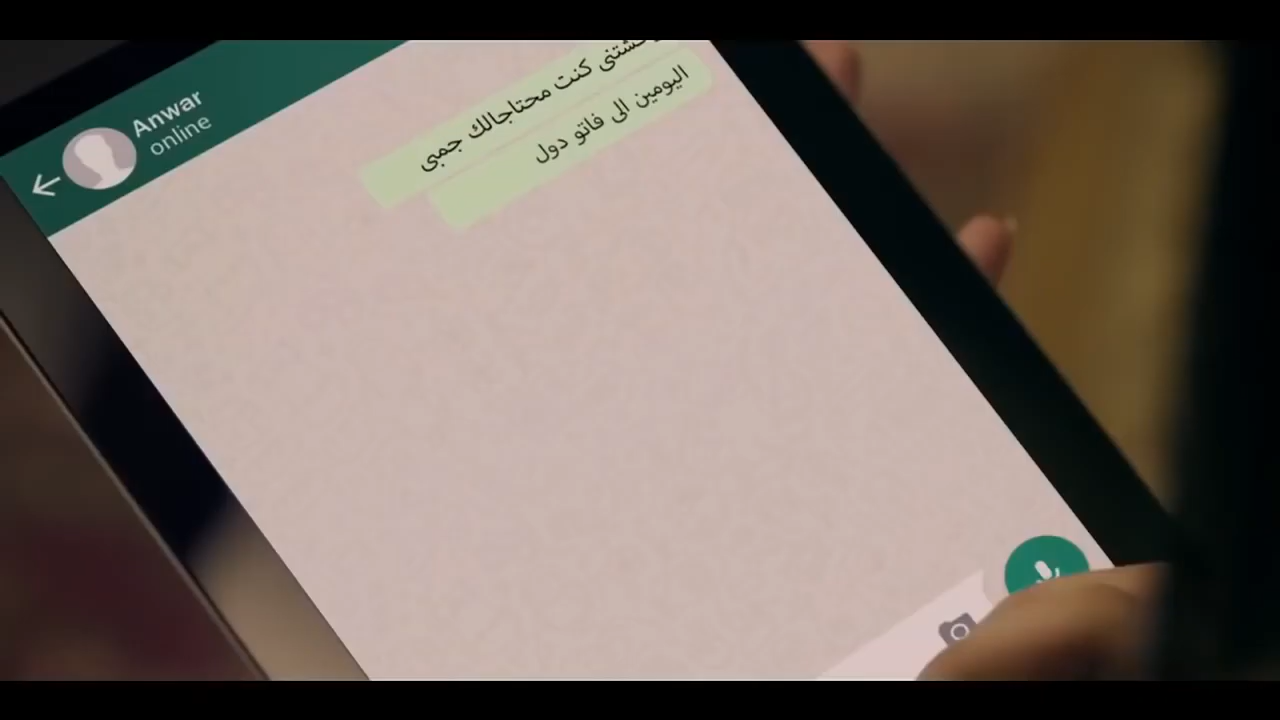 Anwar
online
كنت محتاجالك جمبى
اليومين الى فاتو دول